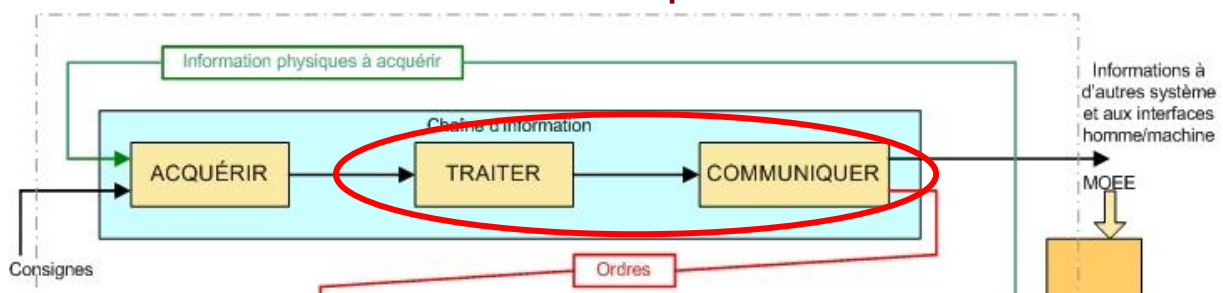 Information physiques à acquérir
Informations à
d'autres système
et aux interfaces
homme/machine
Chaîne d'information
ACQUÉRIR
TRAITER
COMMUNIQUER
MOEE
Consignes
Ordres